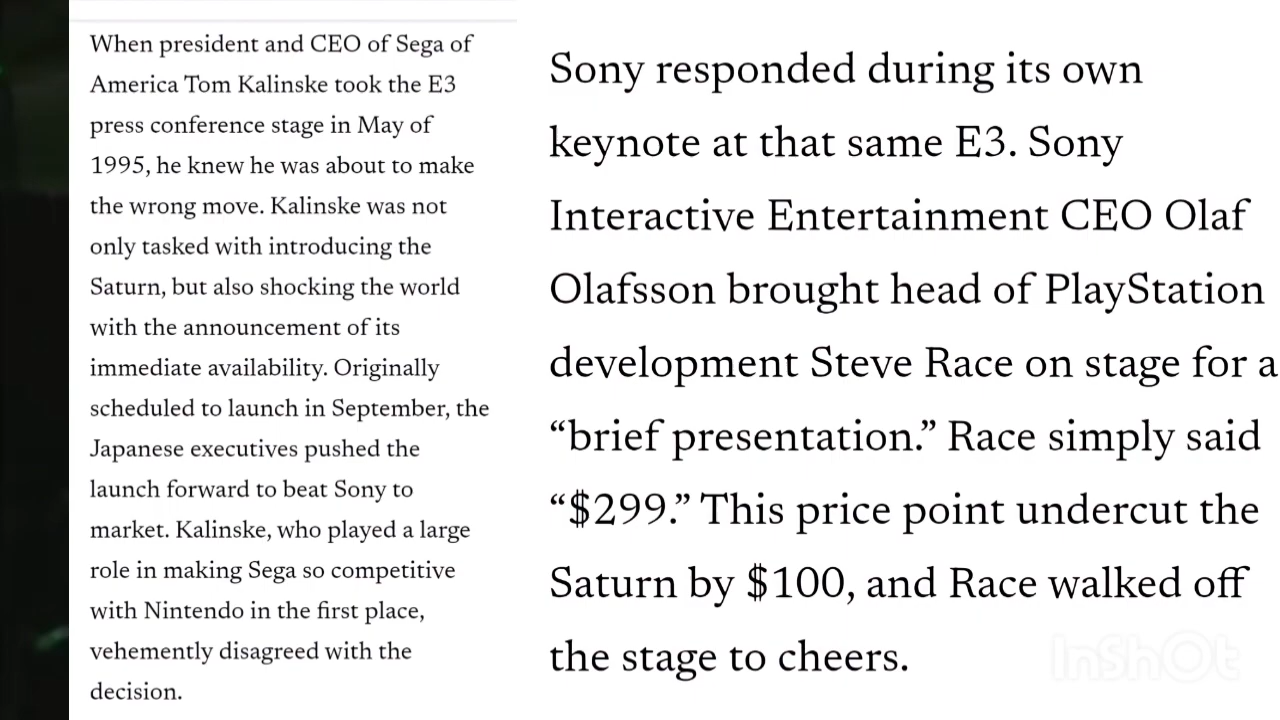 When president and CEO of Sega of
America Tom Kalinske took the E3
press conference stage in May of
1995, he knew he was about to make
the wrong move. Kalinske was not
only tasked with introducing the
Saturn, but also shocking the world
with the announcement of its
immediate availability. Originally
scheduled to launch in September, the
Japanese executives pushed the
launch forward to beat Sony to
market. Kalinske, who played a large
role in making Sega so competitive
with Nintendo in the first place,
vehemently disagreed with the
decision.
Sony responded during its own
keynote at that same E3. Sony
Interactive Entertainment CEO Olaf
Olafsson brought head of PlayStation
development Steve Race on stage for a
“brief presentation.” Race simply said
“$299.” This price point undercut the
Saturn by $100, and Race walked off
the stage to cheers.
InShOt